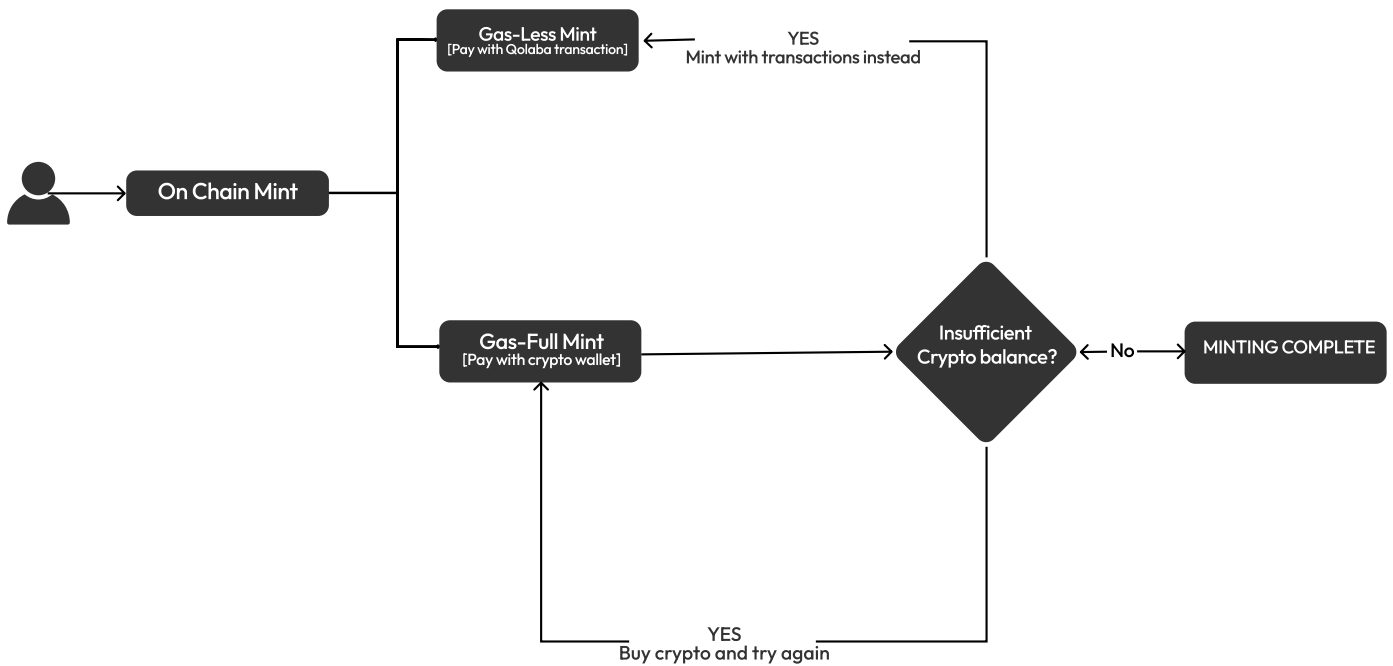 Gas-Less Mint
[Pay with Qolaba transaction]
YES
Mint with transactions instead
On Chain Mint
Gas-Full Mint
[Pay with crypto wallet]
Insufficient
Crypto balance?
No
MINTING COMPLETE
YES
Buy crypto and try again